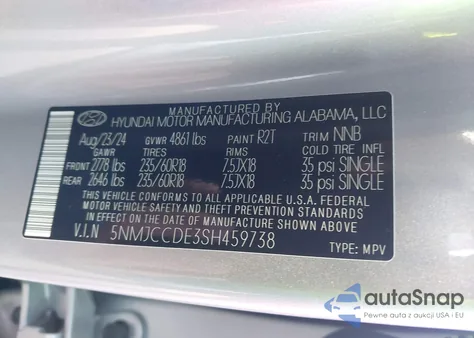 MANUFACTURED BY
HYUNDAI MOTOR MANUFACTURING ALABAMA, LLC
Aug/23/24 GVWR 4861 lbs PAINT R2T TRIM NNB
GAWR TIRES RIMS COLD TIRE INFL
FRONT 2778 lbs 235/60R18 7.5JX18 35 psi SINGLE
REAR 2646 lbs 235/60R18 7.5JX18 35 psi SINGLE
THIS VEHICLE CONFORMS TO ALL APPLICABLE U.S.A. FEDERAL
MOTOR VEHICLE SAFETY AND THEFT PREVENTION STANDARDS
IN EFFECT ON THE DATE OF MANUFACTURE SHOWN ABOVE.
V.I.N 5NMJCCDE3SH459738
TYPE: MPV
autoSnap
Pewne auta z aukcji USA i EU